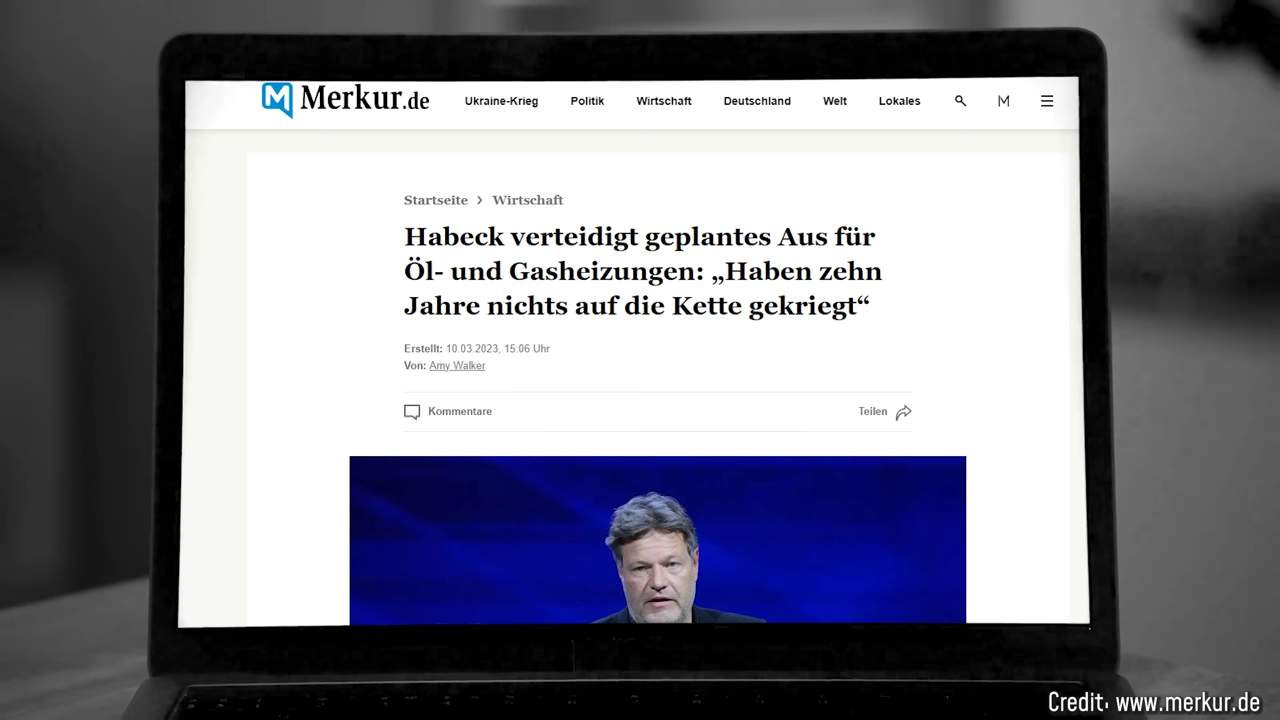 Merkur.de
Ukraine-Krieg Politik Wirtschaft Deutschland Welt Lokales M
Startseite › Wirtschaft
Habeck verteidigt geplantes Aus für
Öl- und Gasheizungen: „Haben zehn
Jahre nichts auf die Kette gekriegt“
Erstellt: 10.03.2023, 15:06 Uhr
Von: Amy Walker
Kommentare Teilen
Credit: www.merkur.de